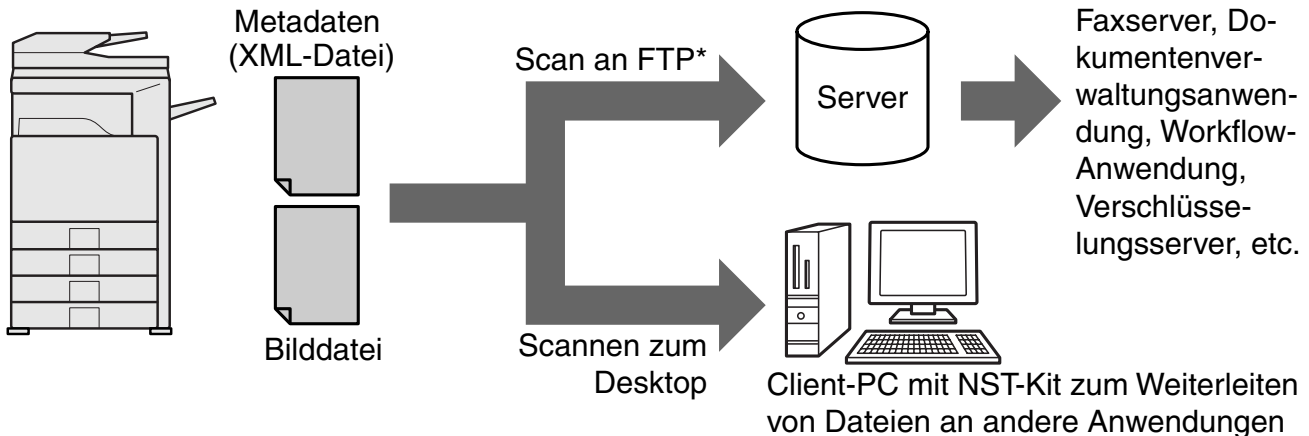 Metadaten
(XML-Datei)
Bilddatei
Scan an FTP*
Scannen zum
Desktop
Server
Faxserver, Do-
kumentenver-
waltungsanwen-
dung, Workflow-
Anwendung,
Verschlüsse-
lungsserver, etc.
Client-PC mit NST-Kit zum Weiterleiten
von Dateien an andere Anwendungen